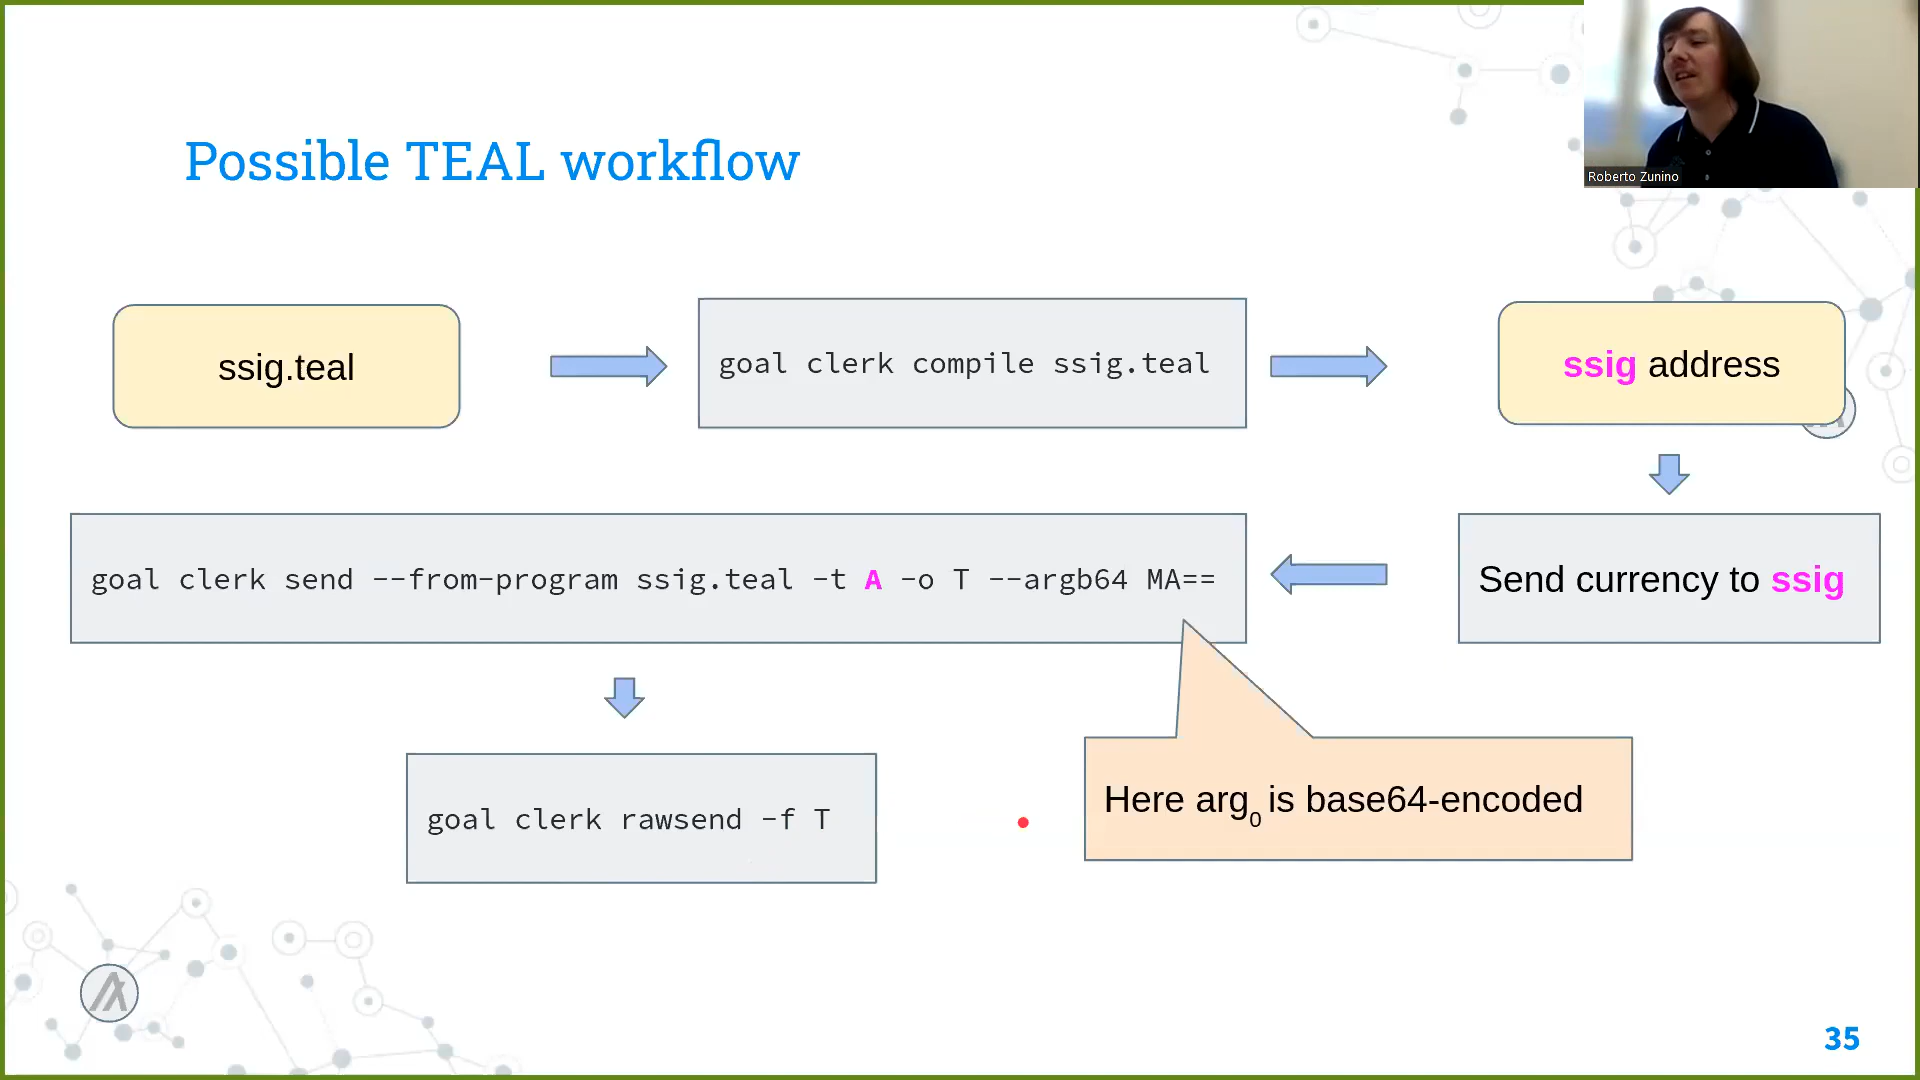 Roberto Zunino
Possible TEAL workflow
ssig.teal
goal clerk compile ssig.teal
ssig address
goal clerk send --from-program ssig.teal -t A -o T --argb64 MA==
Send currency to ssig
goal clerk rawsend -f T
Here arg0 is base64-encoded
35